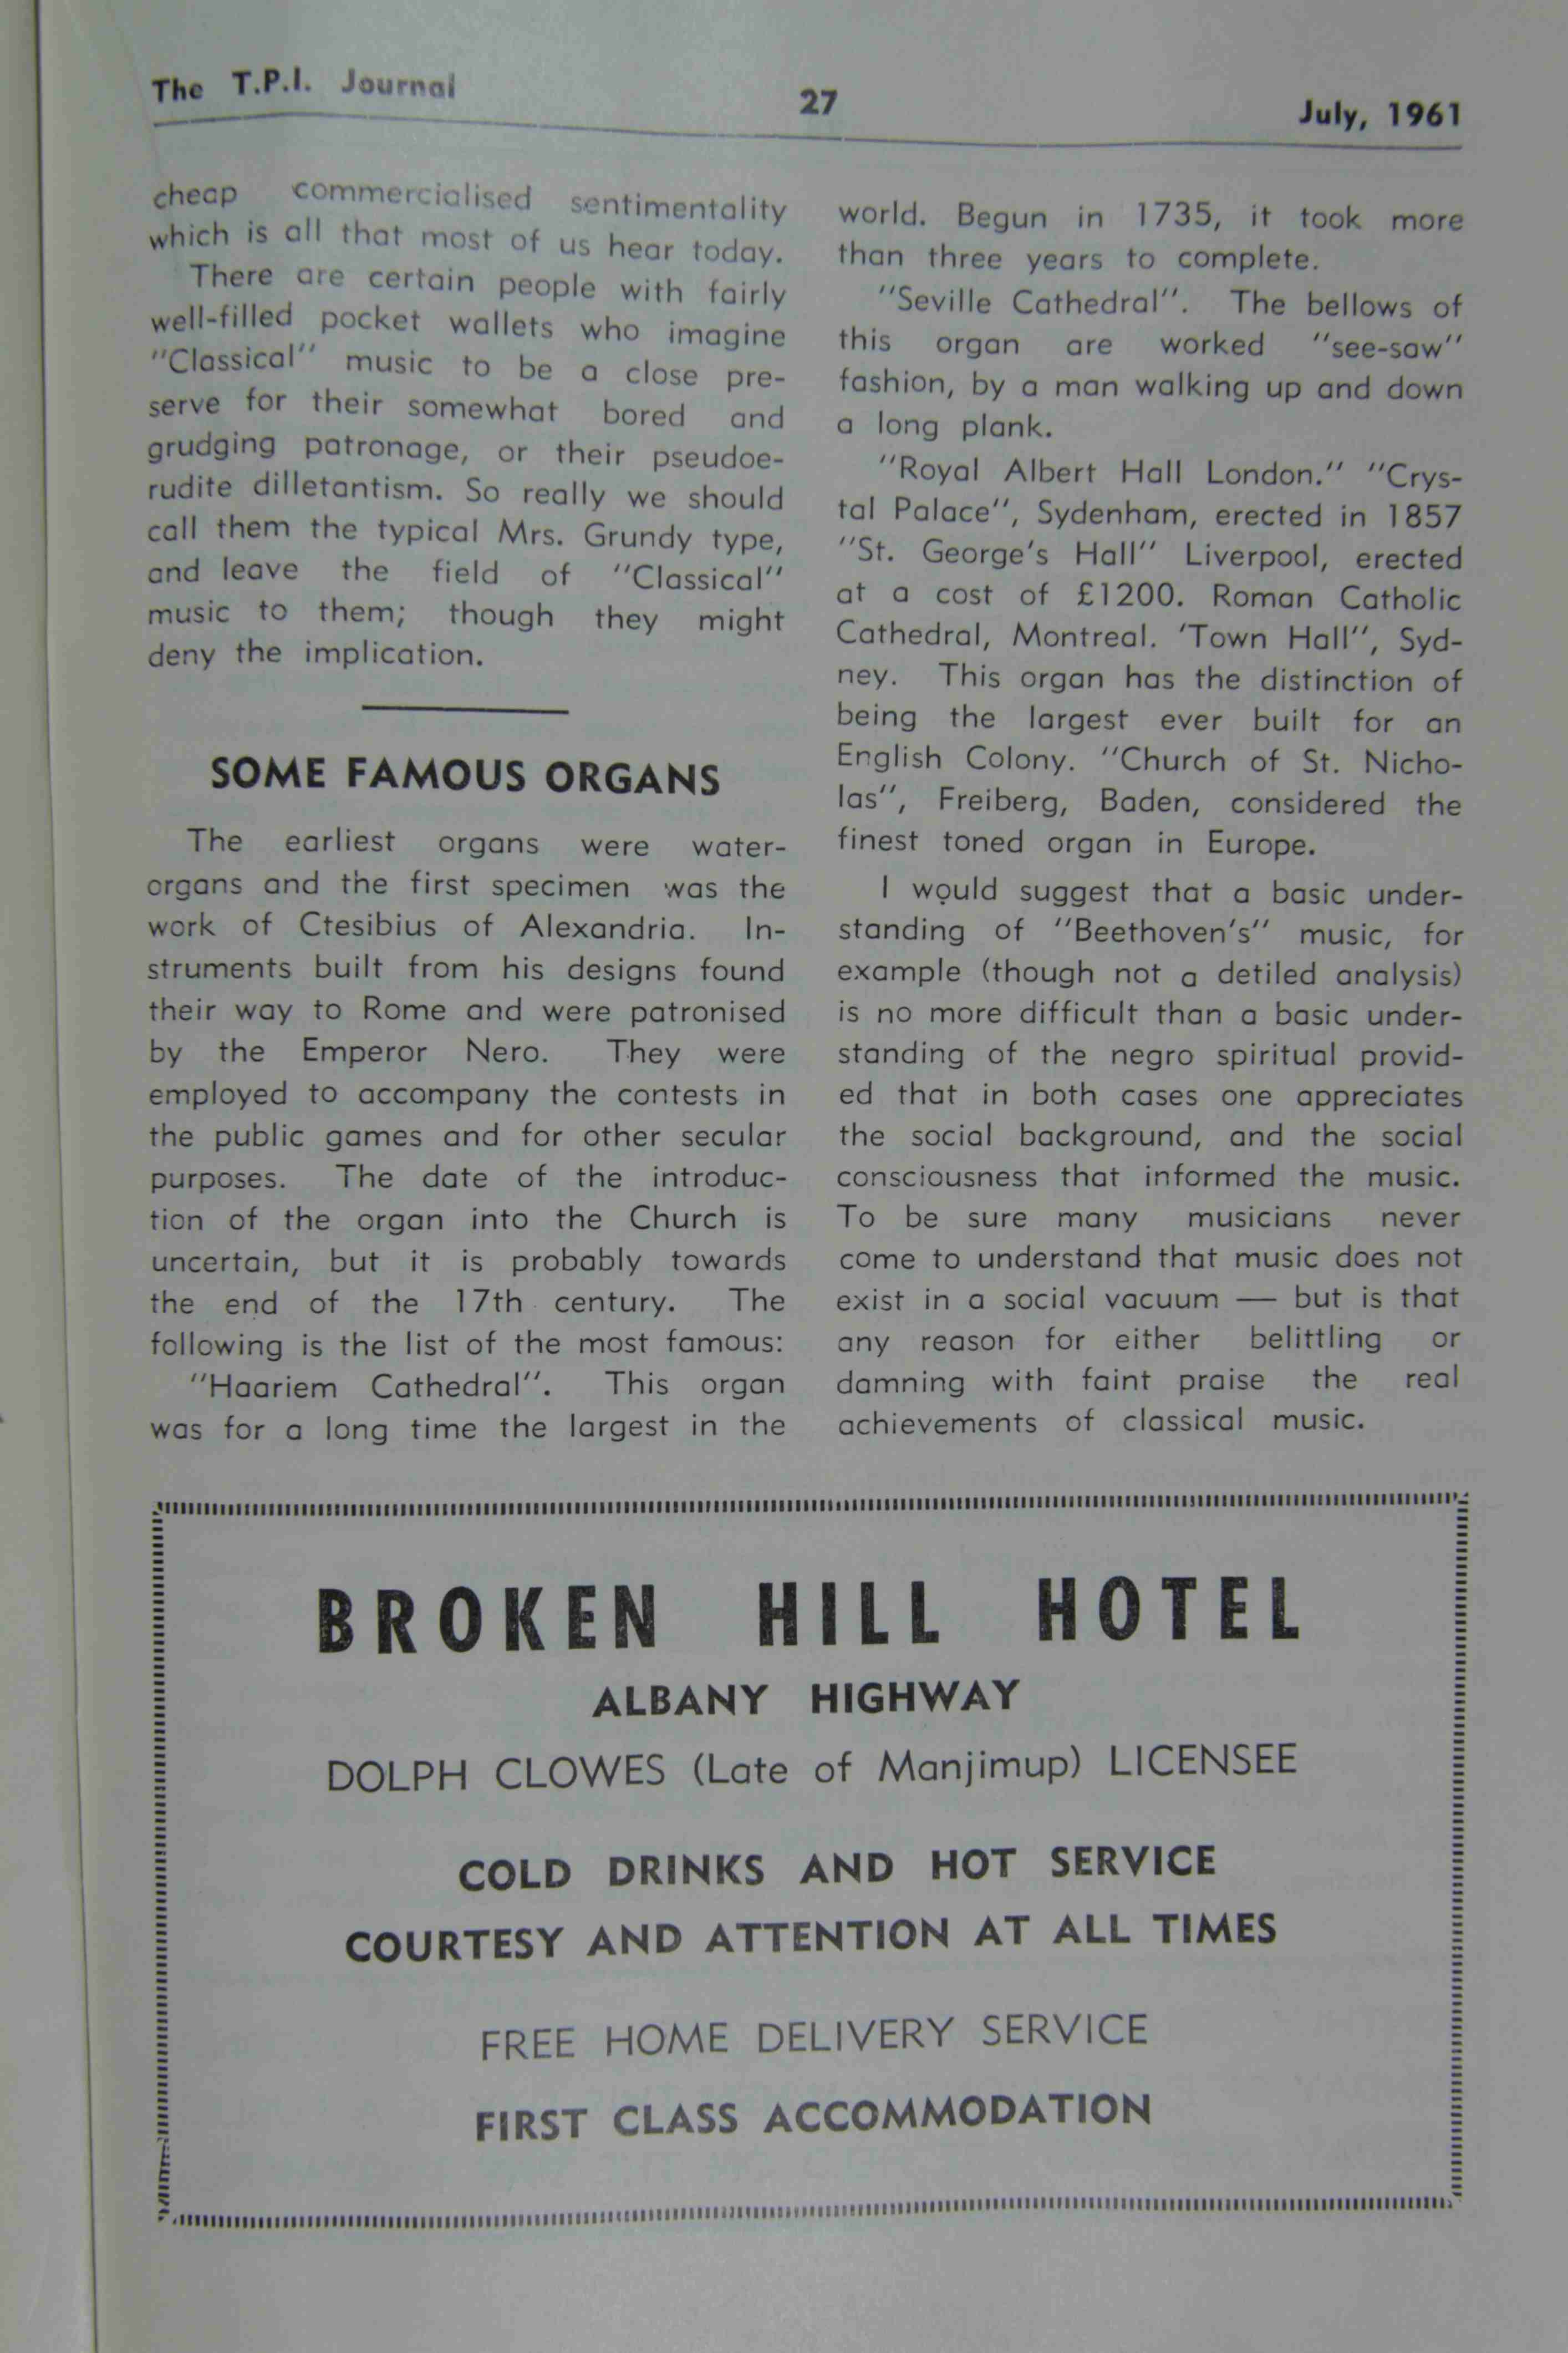 The T.P.I. Journal
27
July, 1961
cheap commercialised sentimentality
which is all that most of us hear today.
There are certain people with fairly
well-filled pocket wallets who imagine
"Classical" music to be a close pre-
serve for their somewhat bored and
grudging patronage, or their pseudoe-
rudite dilletantism. So really we should
call them the typical Mrs. Grundy type,
and leave the field of "Classical"
music to them; though they might
deny the implication.
SOME FAMOUS ORGANS
The earliest organs were water-
organs and the first specimen was the
work of Ctesibius of Alexandria. In-
struments built from his designs found
their way to Rome and were patronised
by the Emperor Nero. They were
employed to accompany the contests in
the public games and for other secular
purposes. The date of the introduc-
tion of the organ into the Church is
uncertain, but it is probably towards
the end of the 17th century. The
following is the list of the most famous:
"Haariem Cathedral". This organ
was for a long time the largest in the
world. Begun in 1735, it took more
than three years to complete.
"Seville Cathedral". The bellows of
this organ are worked "see-saw"
fashion, by a man walking up and down
a long plank.
"Royal Albert Hall London." "Crys-
tal Palace", Sydenham, erected in 1857
"St. George's Hall" Liverpool, erected
at a cost of £1200. Roman Catholic
Cathedral, Montreal. 'Town Hall", Syd-
ney. This organ has the distinction of
being the largest ever built for an
English Colony. "Church of St. Nicho-
las", Freiberg, Baden, considered the
finest toned organ in Europe.
I would suggest that a basic under-
standing of "Beethoven's" music, for
example (though not a detiled analysis)
is no more difficult than a basic under-
standing of the negro spiritual provid-
ed that in both cases one appreciates
the social background, and the social
consciousness that informed the music.
To be sure many musicians never
come to understand that music does not
exist in a social vacuum — but is that
any reason for either belittling or
damning with faint praise the real
achievements of classical music.
BROKEN HILL HOTEL
ALBANY HIGHWAY
DOLPH CLOWES (Late of Manjimup) LICENSEE
COLD DRINKS AND HOT SERVICE
COURTESY AND ATTENTION AT ALL TIMES
FREE HOME DELIVERY SERVICE
FIRST CLASS ACCOMMODATION